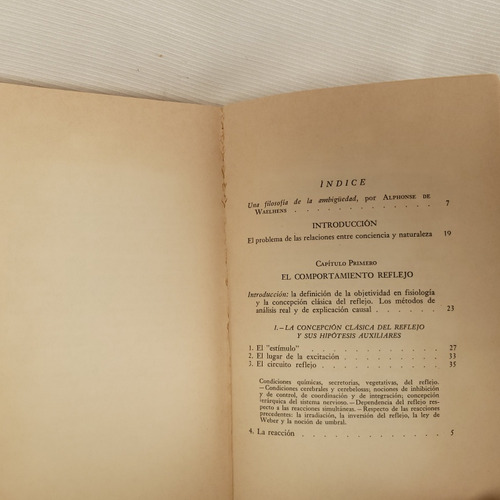 INDICE
Una filosofía de la ambigüedad, por ALPHONSE DE
WAELHENS . . . . . . . . . . . . . 7
INTRODUCCIÓN
El problema de las relaciones entre conciencia y naturaleza 19
CAPÍTULO PRIMERO
EL COMPORTAMIENTO REFLEJO
Introducción: la definición de la objetividad en fisiología
y la concepción clásica del reflejo. Los métodos de
análisis real y de explicación causal . . . . . . 23
I.—LA CONCEPCIÓN CLÁSICA DEL REFLEJO
Y SUS HIPÓTESIS AUXILIARES
1. El "estímulo" . . . . . . . . . . . 27
2. El lugar de la excitación . . . . . . . . . 33
3. El circuito reflejo . . . . . . . . . . 35
Condiciones químicas, secretorias, vegetativas, del reflejo.
—Condiciones cerebrales y cerebelosas; nociones de inhibición
y de control, de coordinación y de integración; concepción
jerárquica del sistema nervioso. —Dependencia del reflejo res-
pecto a las reacciones simultáneas. —Respecto de las reacciones
precedentes: la irradiación, la inversión del reflejo, la ley de
Weber y la noción de umbral.
4. La reacción . . . . . . . . . . . 5